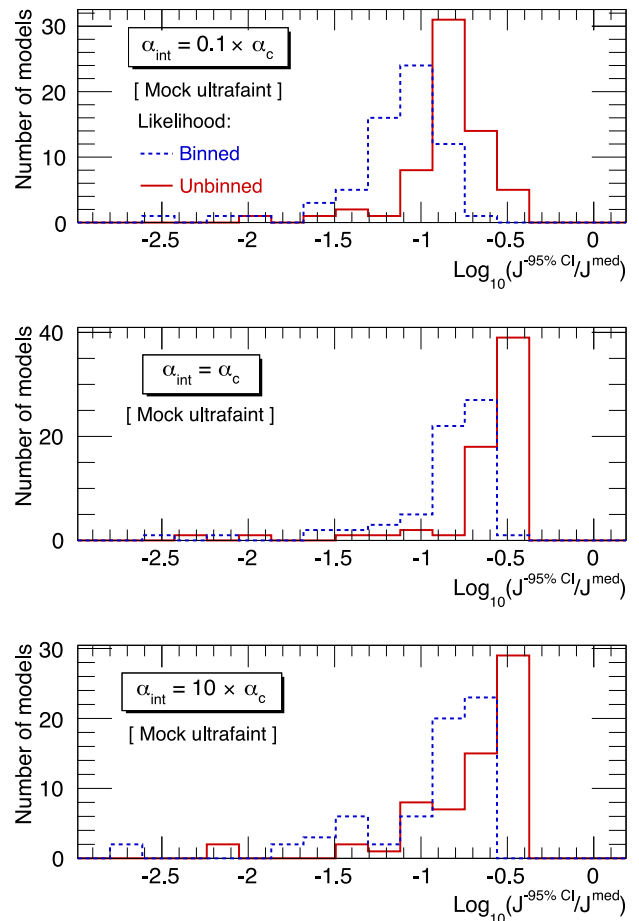 Number of models
30
20
10
0
α_int = 0.1 × α_c
[ Mock ultrafaint ]
Likelihood:
Binned
Unbinned
-2.5 -2 -1.5 -1 -0.5 0
Log_10(J^-95% CI/J^med)
Number of models
40
20
0
α_int = α_c
[ Mock ultrafaint ]
-2.5 -2 -1.5 -1 -0.5 0
Log_10(J^-95% CI/J^med)
Number of models
30
20
10
0
α_int = 10 × α_c
[ Mock ultrafaint ]
-2.5 -2 -1.5 -1 -0.5 0
Log_10(J^-95% CI/J^med)